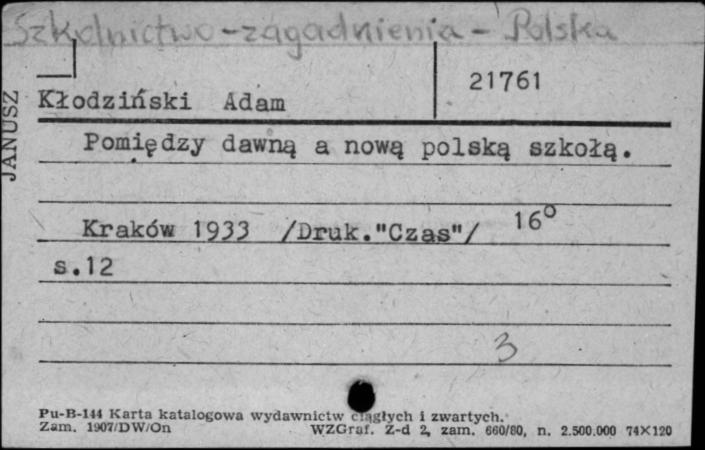 Szkolnictwo - zagadnienia - Polska
21761
JANUSZ
Kłodziński Adam
Pomiędzy dawną a nową polską szkołą.
Kraków 1933 /Druk."Czas"/ 16°
s.12
3
Pu-B-144 Karta katalogowa wydawnictw ciągłych i zwartych.
Zam. 1907/DW/On WZGraf. Z-d 2, zam. 660/80, n. 2.500.000 74×120